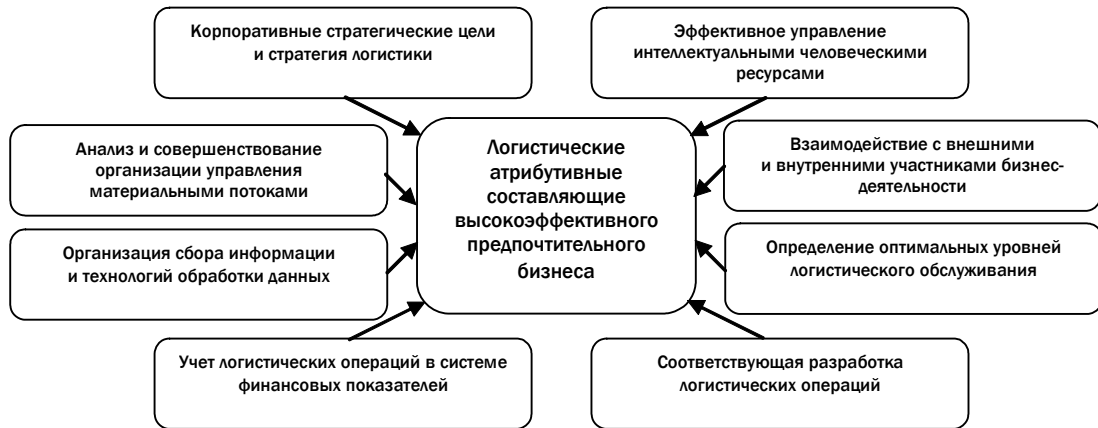 Корпоративные стратегические цели
и стратегия логистики
Эффективное управление
интеллектуальными человеческими
ресурсами
Анализ и совершенствование
организации управления
материальными потоками
Логистические
атрибутивные
составляющие
высокоэффективного
предпочтительного
бизнеса
Взаимодействие с внешними
и внутренними участниками бизнес-
деятельности
Организация сбора информации
и технологий обработки данных
Определение оптимальных уровней
логистического обслуживания
Учет логистических операций в системе
финансовых показателей
Соответствующая разработка
логистических операций